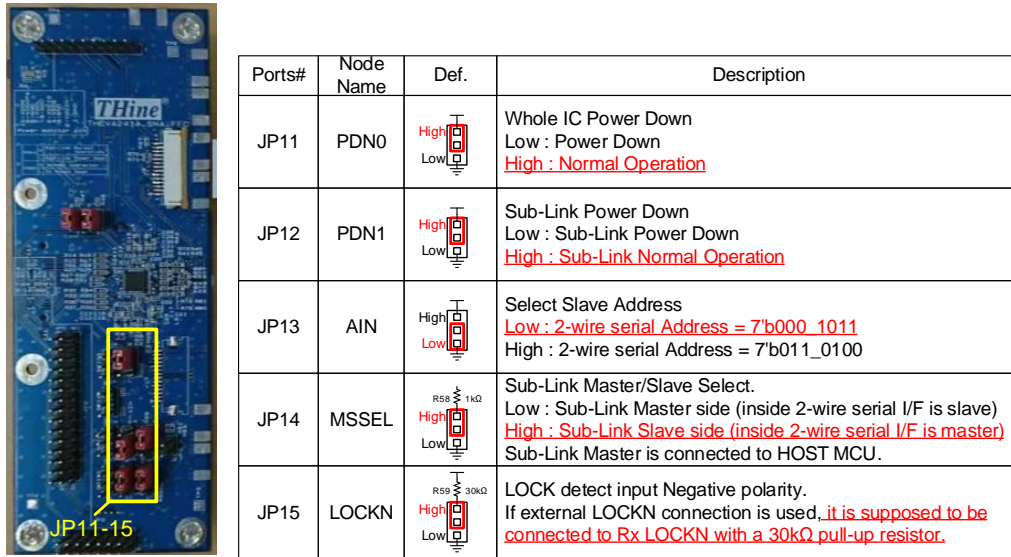 THine
JP11-15
Ports#
Node
Name
Def.
Description
JP11
PDN0
High
Low
Whole IC Power Down
Low : Power Down
High : Normal Operation
JP12
PDN1
High
Low
Sub-Link Power Down
Low : Sub-Link Power Down
High : Sub-Link Normal Operation
JP13
AIN
High
Low
Select Slave Address
Low : 2-wire serial Address = 7'b000_1011
High : 2-wire serial Address = 7'b011_0100
JP14
MSSEL
R58 1kΩ
High
Low
Sub-Link Master/Slave Select.
Low : Sub-Link Master side (inside 2-wire serial I/F is slave)
High : Sub-Link Slave side (inside 2-wire serial I/F is master)
Sub-Link Master is connected to HOST MCU.
JP15
LOCKN
R59 30kΩ
High
Low
LOCK detect input Negative polarity.
If external LOCKN connection is used, it is supposed to be
connected to Rx LOCKN with a 30kΩ pull-up resistor.